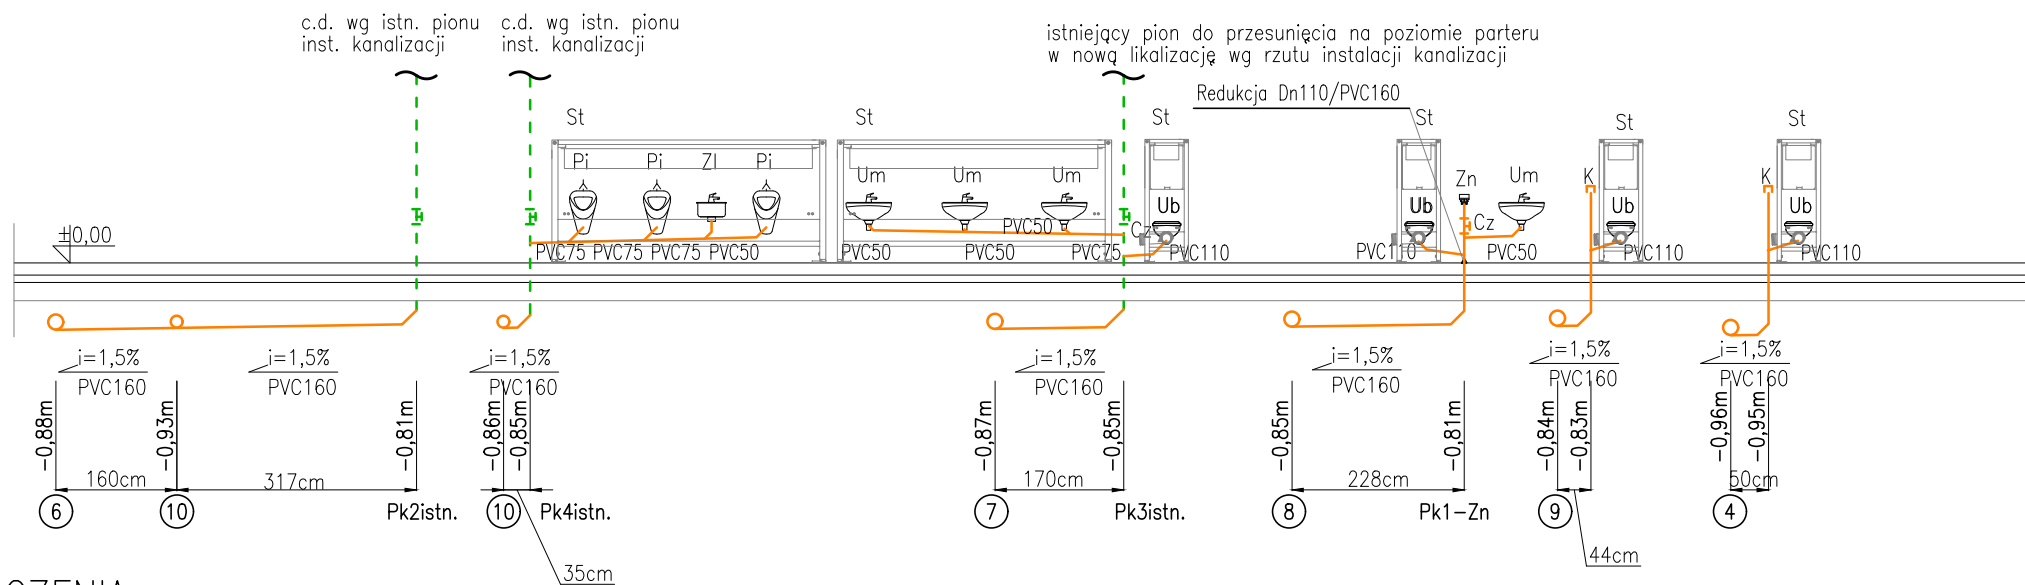 c.d. wg istn. pionu
inst. kanalizacji
c.d. wg istn. pionu
inst. kanalizacji
istniejący pion do przesunięcia na poziomie parteru
w nową likalizację wg rzutu instalacji kanalizacji
Redukcja Dn110/PVC160
St
St
St
St
St
St
Pi
Pi
Zl
Pi
Um
Um
Um
Ub
Ub
Zn
Um
K
Ub
K
Ub
±0,00
Cz
Cz
PVC75
PVC75
PVC75
PVC50
PVC50
PVC50
PVC50
PVC75
PVC110
PVC110
PVC50
PVC110
PVC110
i=1,5%
PVC160
i=1,5%
PVC160
i=1,5%
PVC160
i=1,5%
PVC160
i=1,5%
PVC160
i=1,5%
PVC160
i=1,5%
PVC160
-0,88m
-0,93m
-0,81m
-0,86m
-0,85m
-0,87m
-0,85m
-0,85m
-0,81m
-0,84m
-0,83m
-0,96m
-0,95m
160cm
317cm
170cm
228cm
50cm
6
10
Pk2istn.
10
Pk4istn.
7
Pk3istn.
8
Pk1-Zn
9
4
44cm
35cm